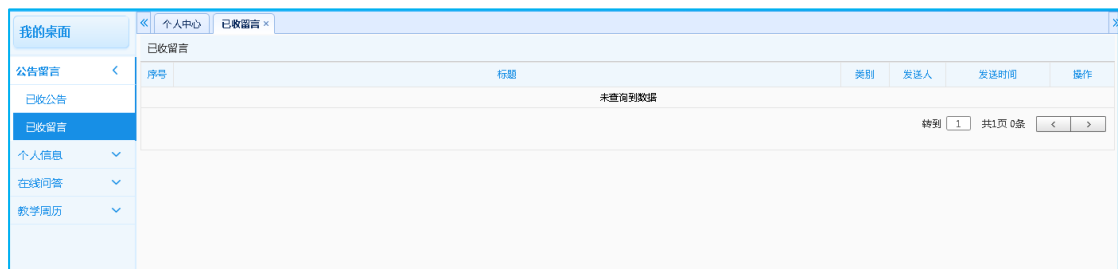 我的桌面
公告留言
已收公告
已收留言
个人信息
在线问答
教学周历
个人中心 已收留言 ×
已收留言
序号 标题 类别 发送人 发送时间 操作
未查询到数据
转到 1 共1页 0条 < >